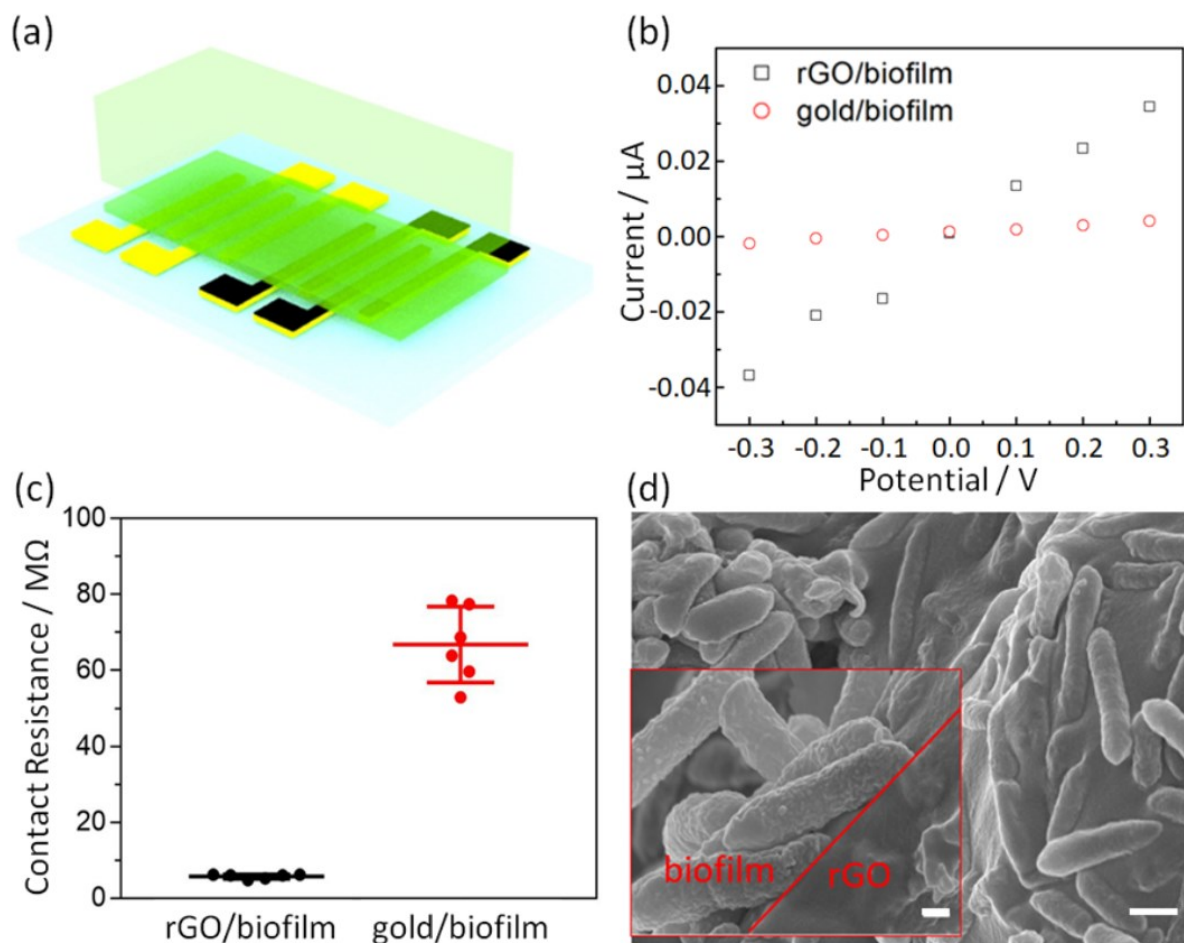 (a)
(b)
rGO/biofilm
gold/biofilm
0.04
0.02
0.00
-0.02
-0.04
Current / µA
-0.3 -0.2 -0.1 0.0 0.1 0.2 0.3
Potential / V
(c)
100
80
60
40
20
0
Contact Resistance / MΩ
rGO/biofilm gold/biofilm
(d)
biofilm
rGO